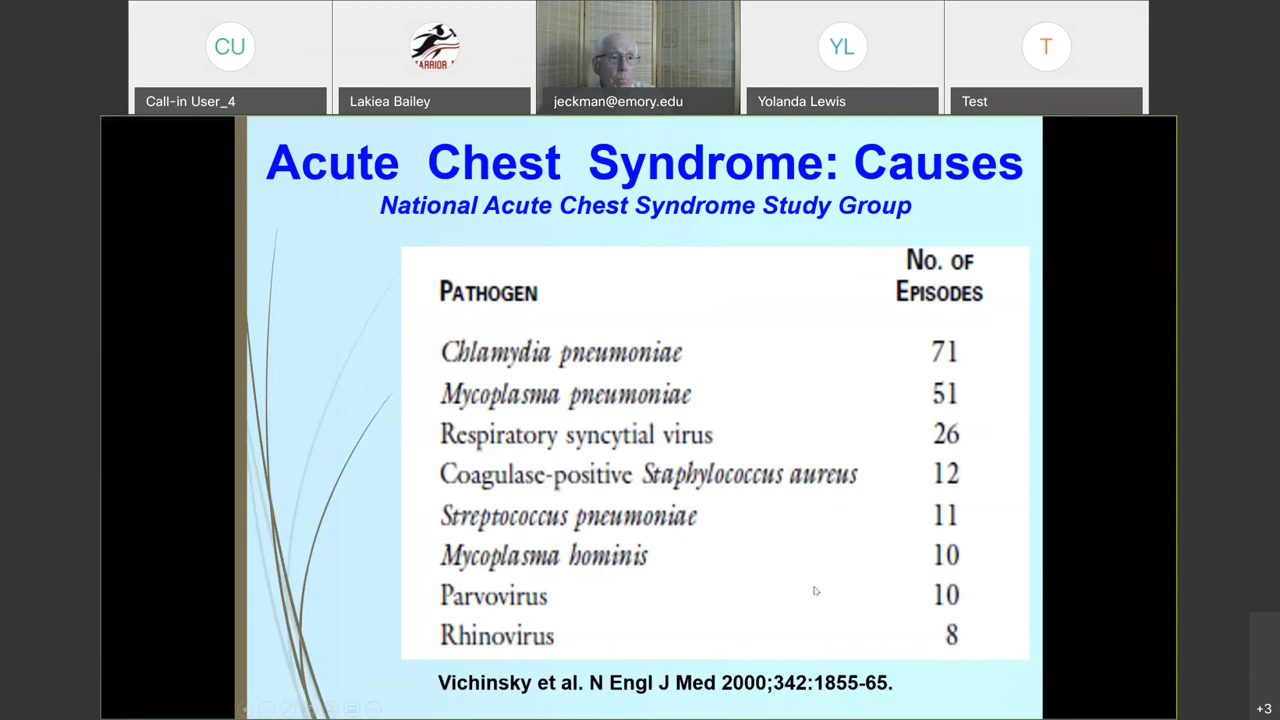 CU
YL
T
ARRIOR
Call-in User_4
Lakiea Bailey
jeckman@emory.edu
Yolanda Lewis
Test
Acute Chest Syndrome: Causes
National Acute Chest Syndrome Study Group
No. of
Pathogen Episodes
Chlamydia pneumoniae 71
Mycoplasma pneumoniae 51
Respiratory syncytial virus 26
Coagulase-positive Staphylococcus aureus 12
Streptococcus pneumoniae 11
Mycoplasma hominis 10
Parvovirus 10
Rhinovirus 8
Vichinsky et al. N Engl J Med 2000;342:1855-65.
+3